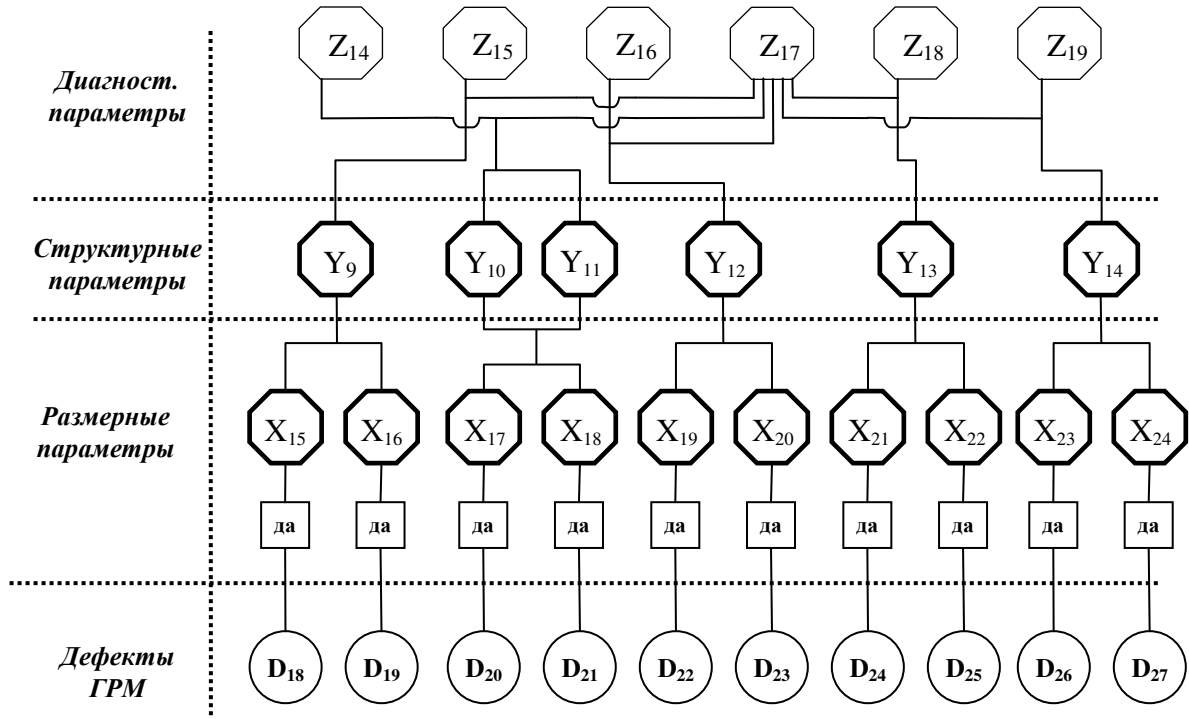 Z14 Z15 Z16 Z17 Z18 Z19
Диагност.
параметры
Структурные
параметры
Y9 Y10 Y11 Y12 Y13 Y14
Размерные
параметры
X15 X16 X17 X18 X19 X20 X21 X22 X23 X24
да да да да да да да да да да
Дефекты
ГРМ
D18 D19 D20 D21 D22 D23 D24 D25 D26 D27